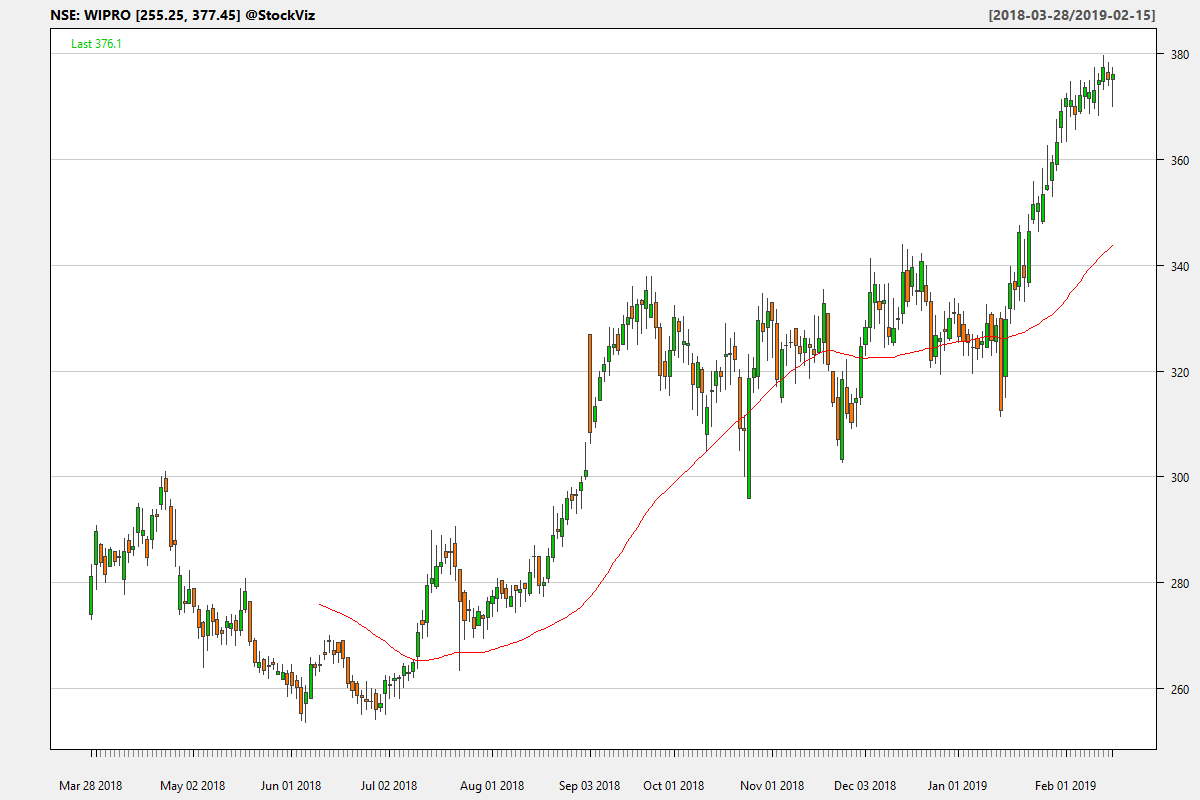 NSE: WIPRO [255.25, 377.45] @StockViz [2018-03-28/2019-02-15]
Last 376.1
380
360
340
320
300
280
260
Mar 28 2018 May 02 2018 Jun 01 2018 Jul 02 2018 Aug 01 2018 Sep 03 2018 Oct 01 2018 Nov 01 2018 Dec 03 2018 Jan 01 2019 Feb 01 2019